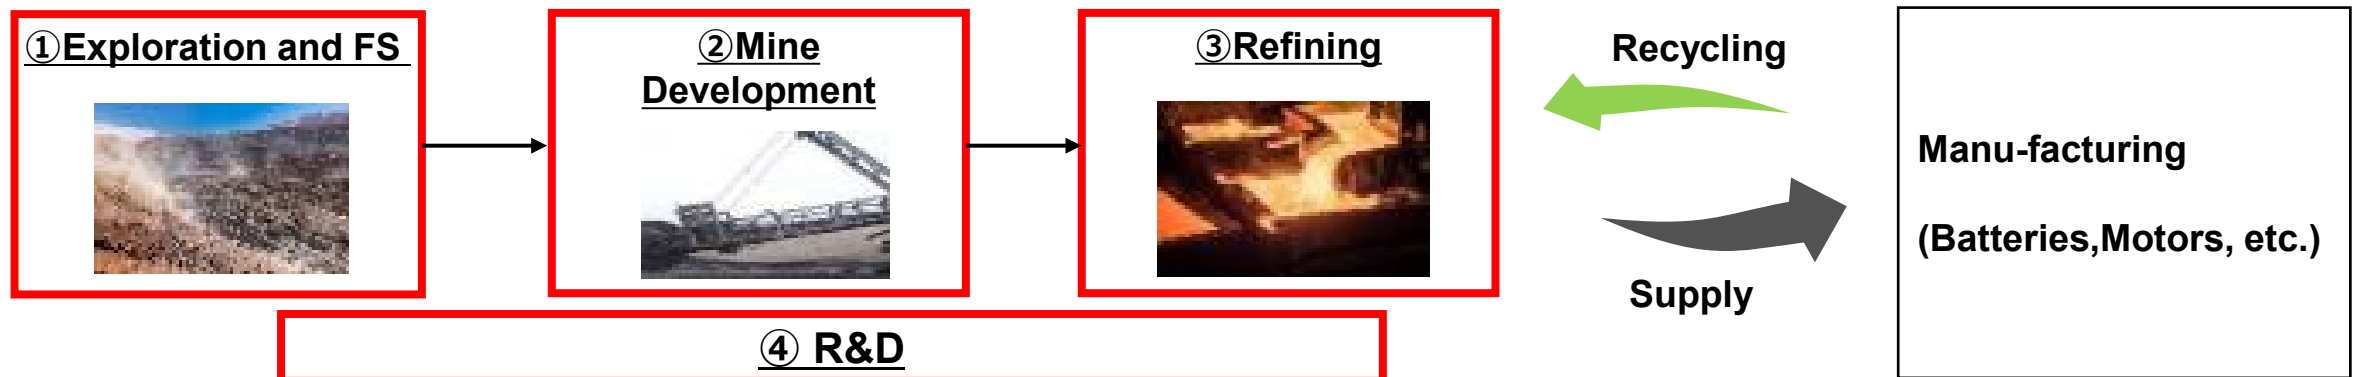 ①Exploration and FS
②Mine
Development
③Refining
Recycling
Supply
Manu-facturing
(Batteries,Motors, etc.)
④ R&D